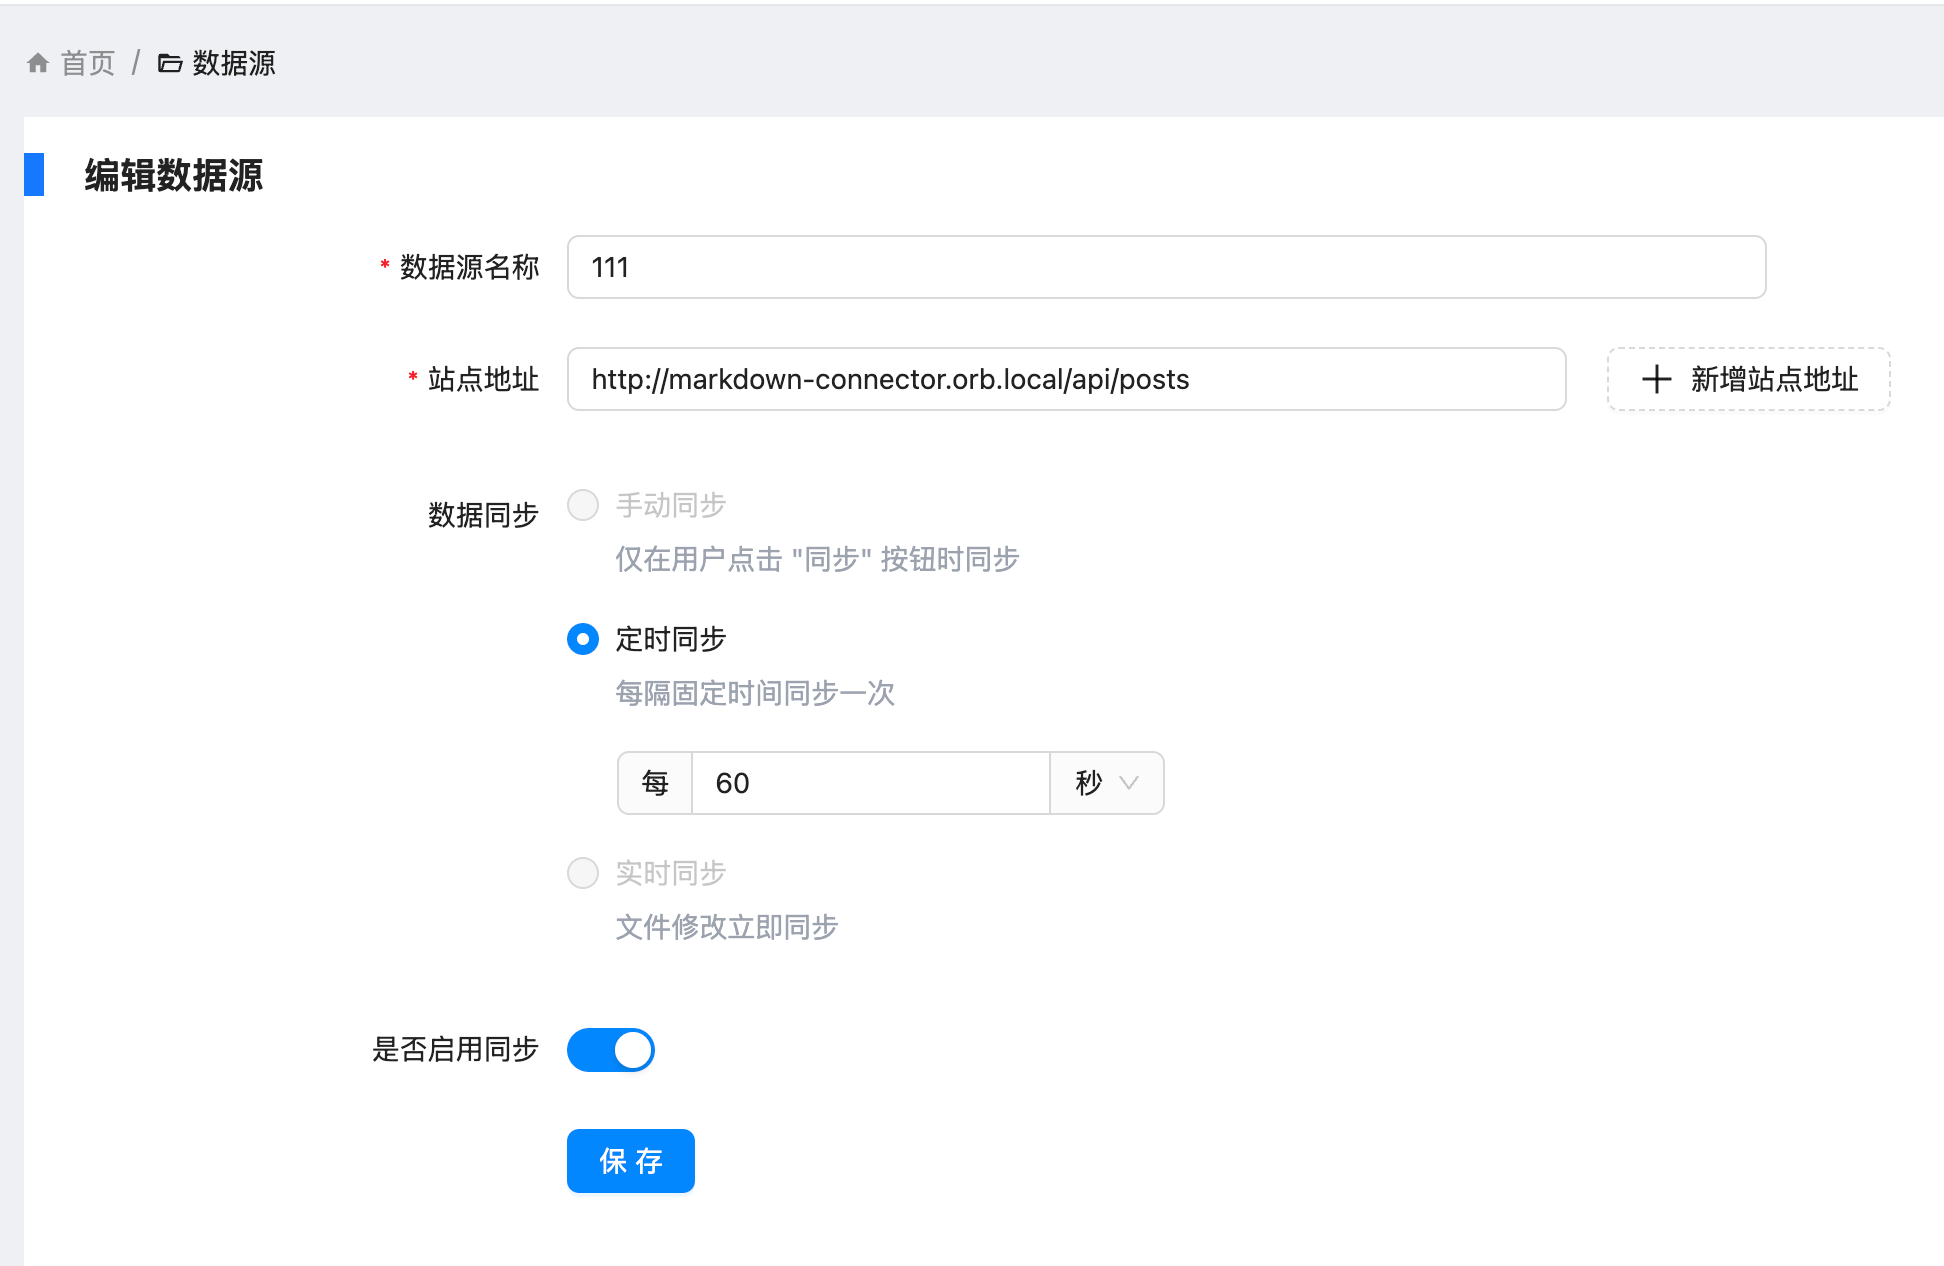 首页 / 数据源
编辑数据源
* 数据源名称 111
* 站点地址 http://markdown-connector.orb.local/api/posts 新增站点地址
数据同步 手动同步
仅在用户点击 "同步" 按钮时同步
定时同步
每隔固定时间同步一次
每 60 秒
实时同步
文件修改立即同步
是否启用同步
保 存